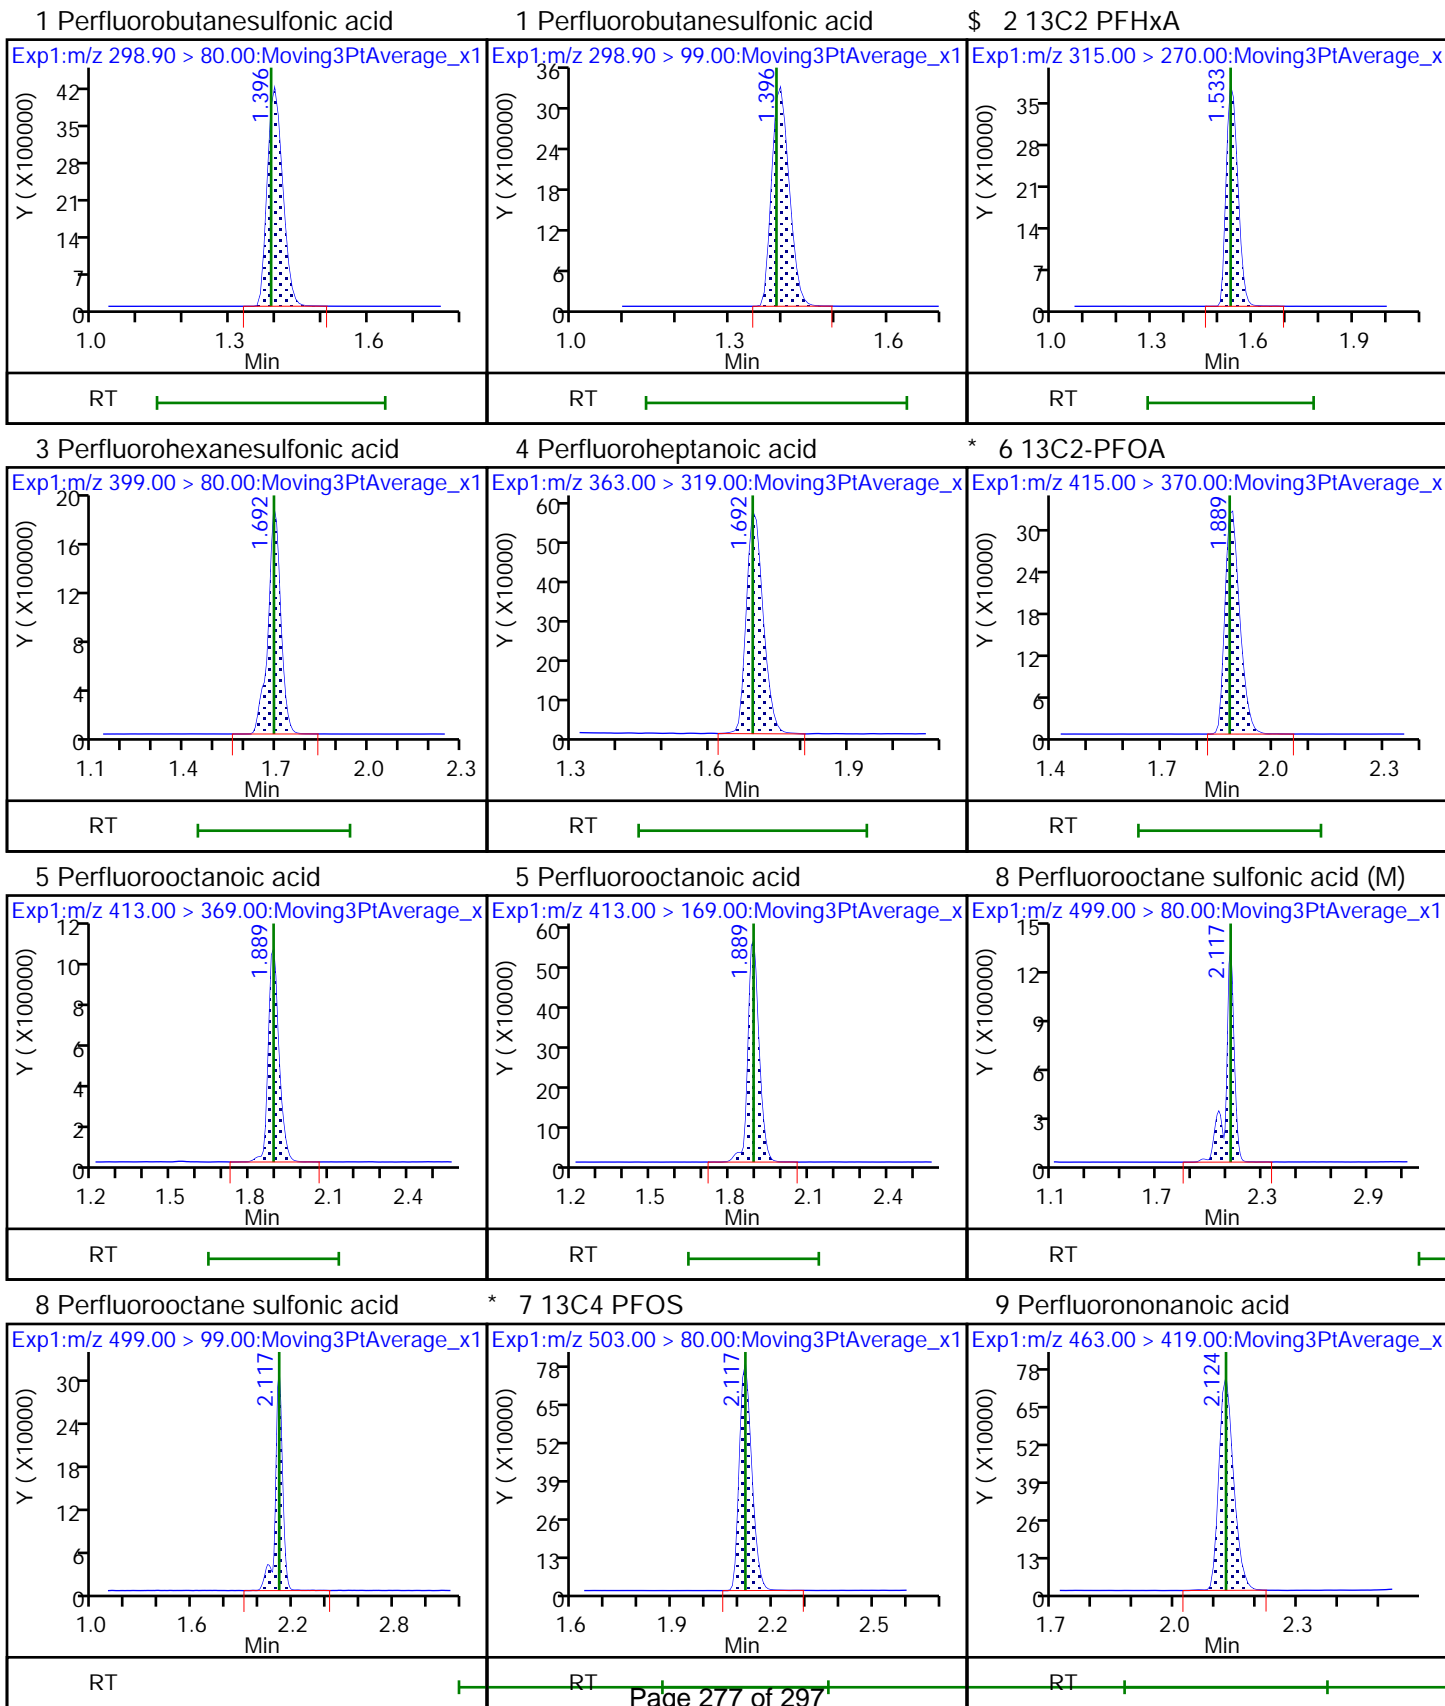 1 Perfluorobutanesulfonic acid
1 Perfluorobutanesulfonic acid
$ 2 13C2 PFHxA
Exp1:m/z 298.90 > 80.00:Moving3PtAverage_x1
Exp1:m/z 298.90 > 99.00:Moving3PtAverage_x1
Exp1:m/z 315.00 > 270.00:Moving3PtAverage_x
1.396
1.396
1.533
Y ( X100000)
42
35
28
21
14
7
0
Y ( X100000)
36
30
24
18
12
6
0
Y ( X100000)
35
28
21
14
7
0
1.0 1.3 1.6
1.0 1.3 1.6
1.0 1.3 1.6 1.9
Min
Min
Min
RT
RT
RT
3 Perfluorohexanesulfonic acid
4 Perfluoroheptanoic acid
* 6 13C2-PFOA
Exp1:m/z 399.00 > 80.00:Moving3PtAverage_x1
Exp1:m/z 363.00 > 319.00:Moving3PtAverage_x
Exp1:m/z 415.00 > 370.00:Moving3PtAverage_x
1.692
1.692
1.889
Y ( X100000)
20
16
12
8
4
0
Y ( X10000)
60
50
40
30
20
10
0
Y ( X10000)
30
24
18
12
6
0
1.1 1.4 1.7 2.0 2.3
1.3 1.6 1.9
1.4 1.7 2.0 2.3
Min
Min
Min
RT
RT
RT
5 Perfluorooctanoic acid
5 Perfluorooctanoic acid
8 Perfluorooctane sulfonic acid (M)
Exp1:m/z 413.00 > 369.00:Moving3PtAverage_x
Exp1:m/z 413.00 > 169.00:Moving3PtAverage_x
Exp1:m/z 499.00 > 80.00:Moving3PtAverage_x1
1.889
1.889
2.117
Y ( X100000)
12
10
8
6
4
2
0
Y ( X10000)
60
50
40
30
20
10
0
Y ( X100000)
15
12
9
6
3
0
1.2 1.5 1.8 2.1 2.4
1.2 1.5 1.8 2.1 2.4
1.1 1.7 2.3 2.9
Min
Min
Min
RT
RT
RT
8 Perfluorooctane sulfonic acid
* 7 13C4 PFOS
9 Perfluorononanoic acid
Exp1:m/z 499.00 > 99.00:Moving3PtAverage_x1
Exp1:m/z 503.00 > 80.00:Moving3PtAverage_x1
Exp1:m/z 463.00 > 419.00:Moving3PtAverage_x
2.117
2.117
2.124
Y ( X10000)
30
24
18
12
6
0
Y ( X10000)
78
65
52
39
26
13
0
Y ( X10000)
78
65
52
39
26
13
0
1.0 1.6 2.2 2.8
1.6 1.9 2.2 2.5
1.7 2.0 2.3
Min
Min
Min
RT
RT
RT
Page 277 of 297